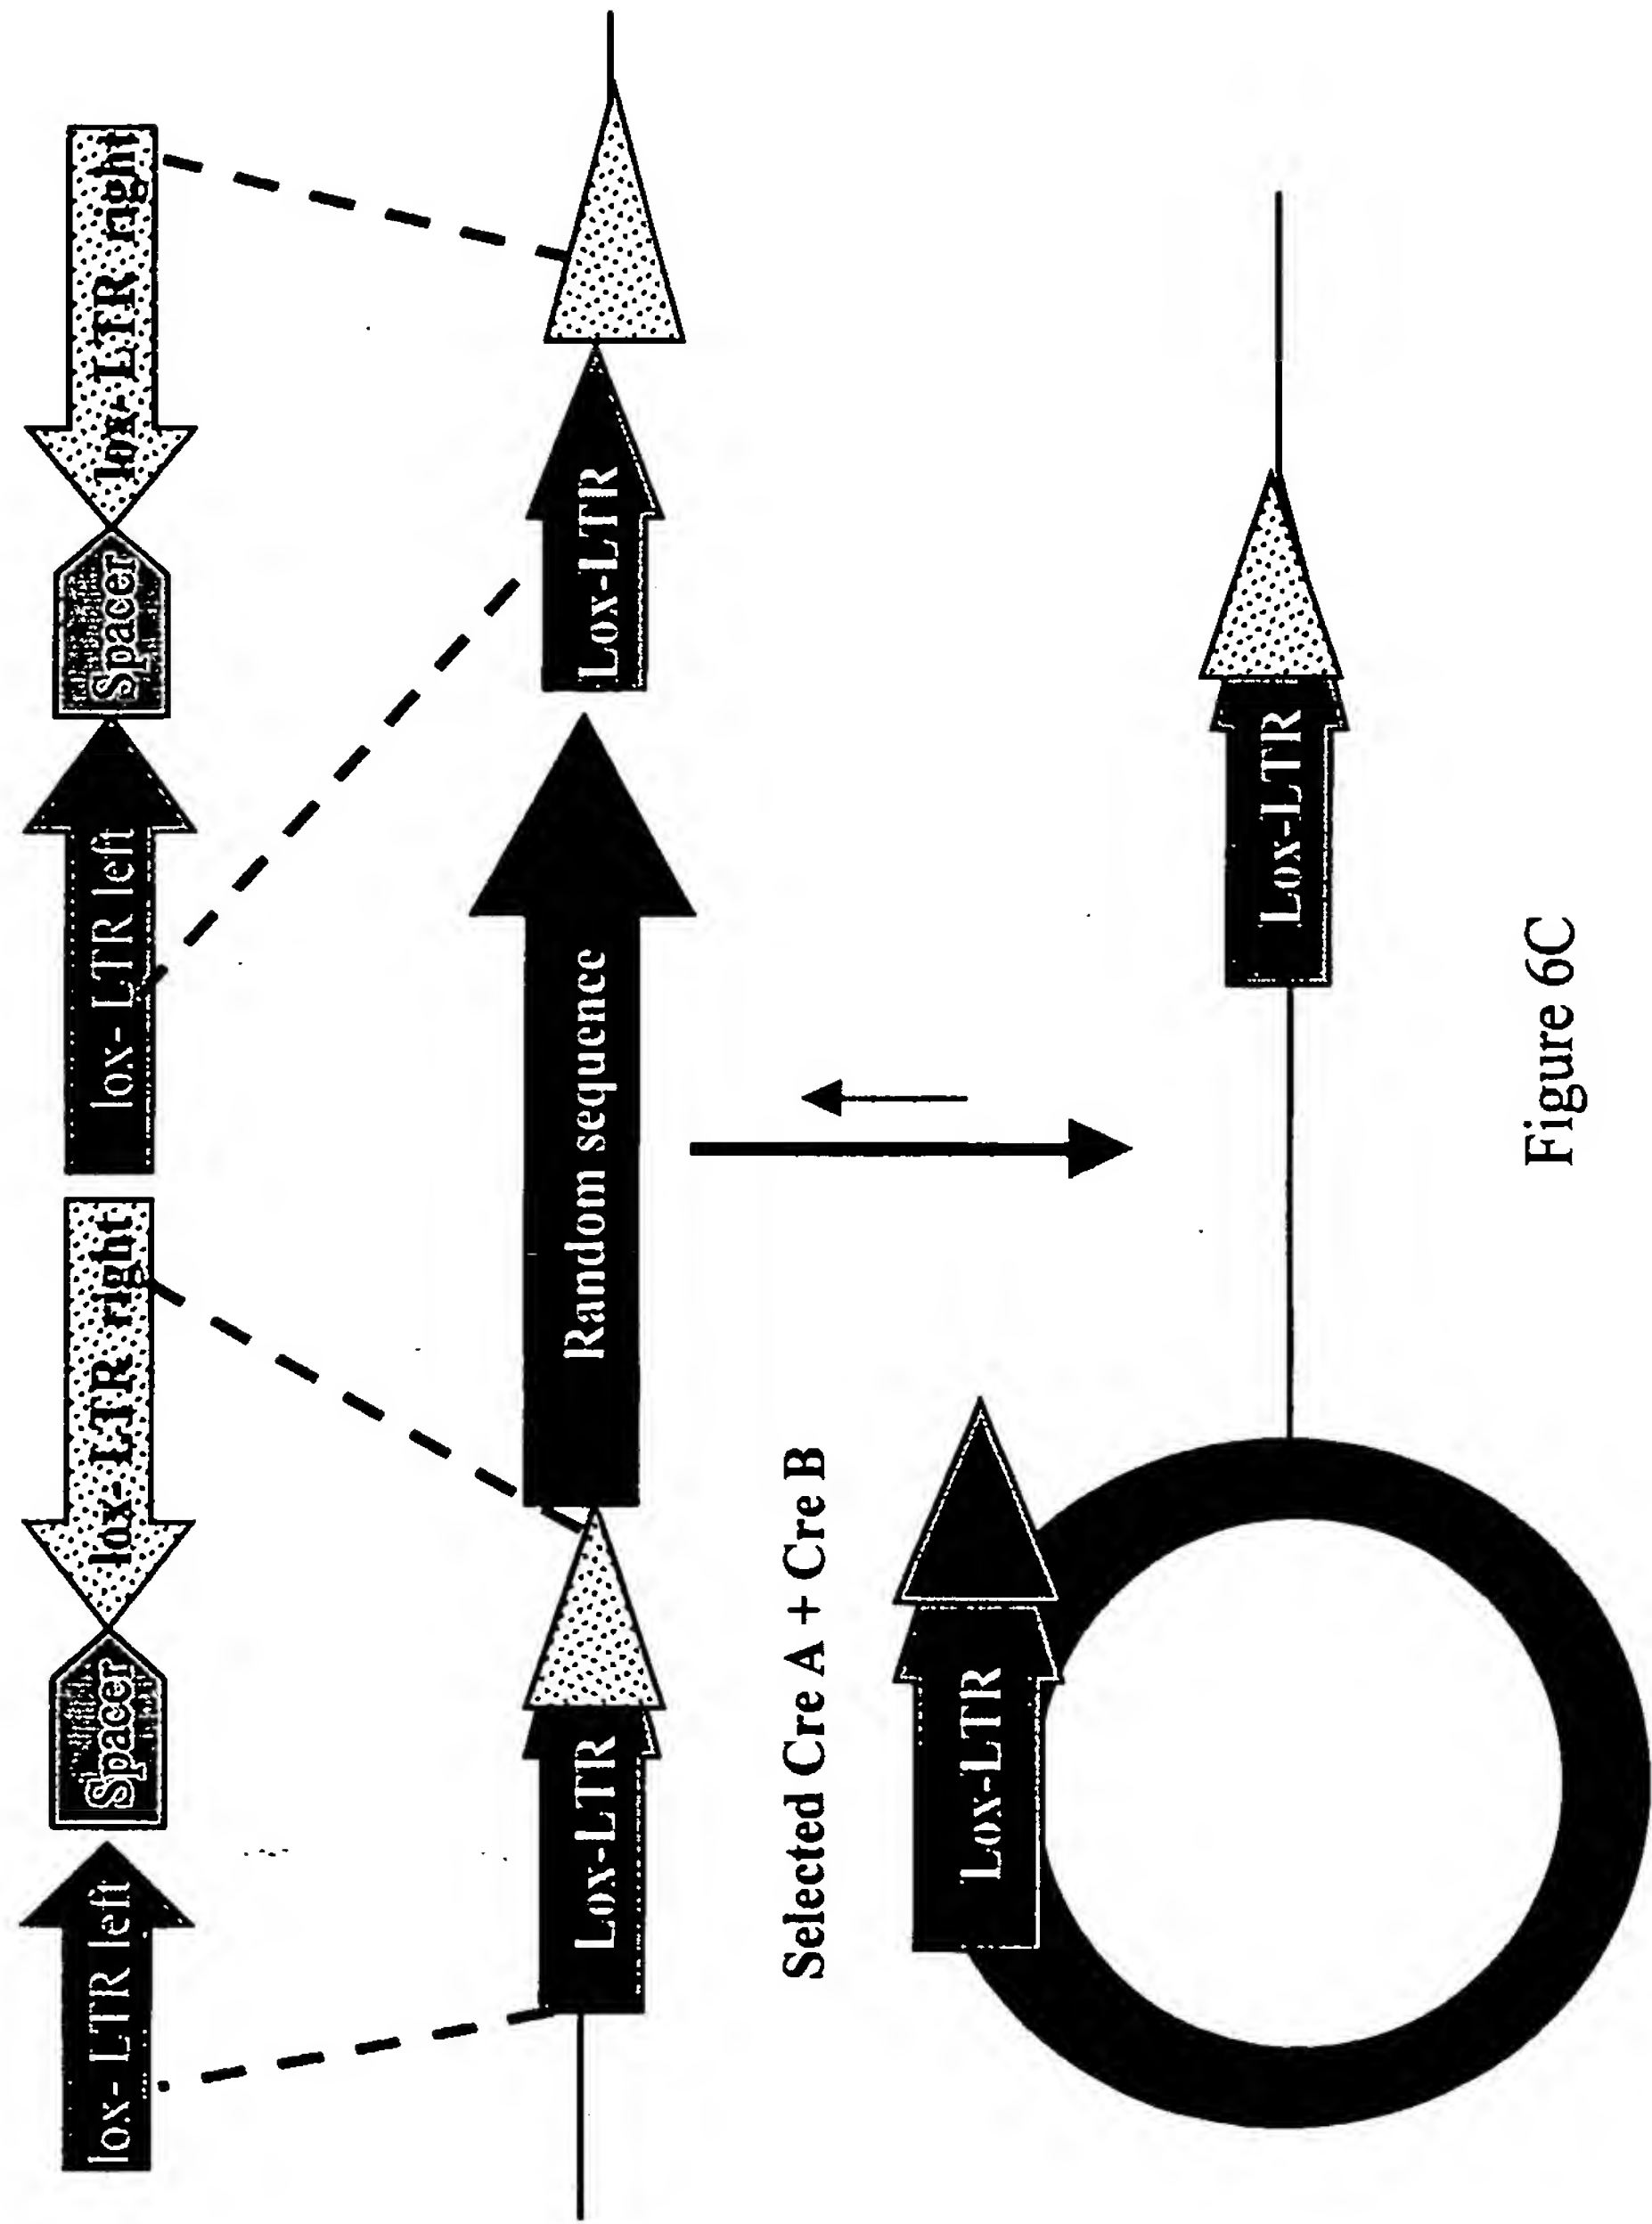 lox- LTR left
Spacer
lox-LTR right
lox- LTR left
Spacer
lox-LTR right
Lox-LTR
Random sequence
Lox-LTR
Selected Cre A + Cre B
Lox-LTR
Lox-LTR
Figure 6C